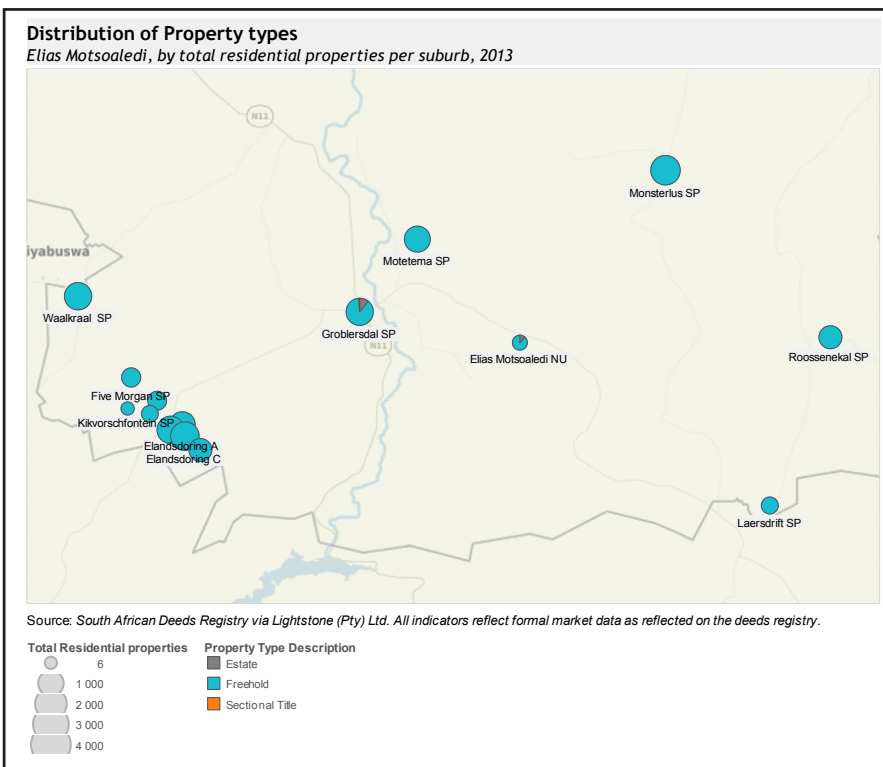 Distribution of Property types
Elias Motsoaledi, by total residential properties per suburb, 2013
N11
Monsterlus SP
iyabuswa
Motetema SP
Waalkraal SP
Groblersdal SP
N11
Elias Motsoaledi NU
Roossenekal SP
Five Morgan SP
Kikvorschfontein SP
Elandsdoring A
Elandsdoring C
Laersdrift SP
Source: South African Deeds Registry via Lightstone (Pty) Ltd. All indicators reflect formal market data as reflected on the deeds registry.
Total Residential properties
6
1 000
2 000
3 000
4 000
Property Type Description
Estate
Freehold
Sectional Title